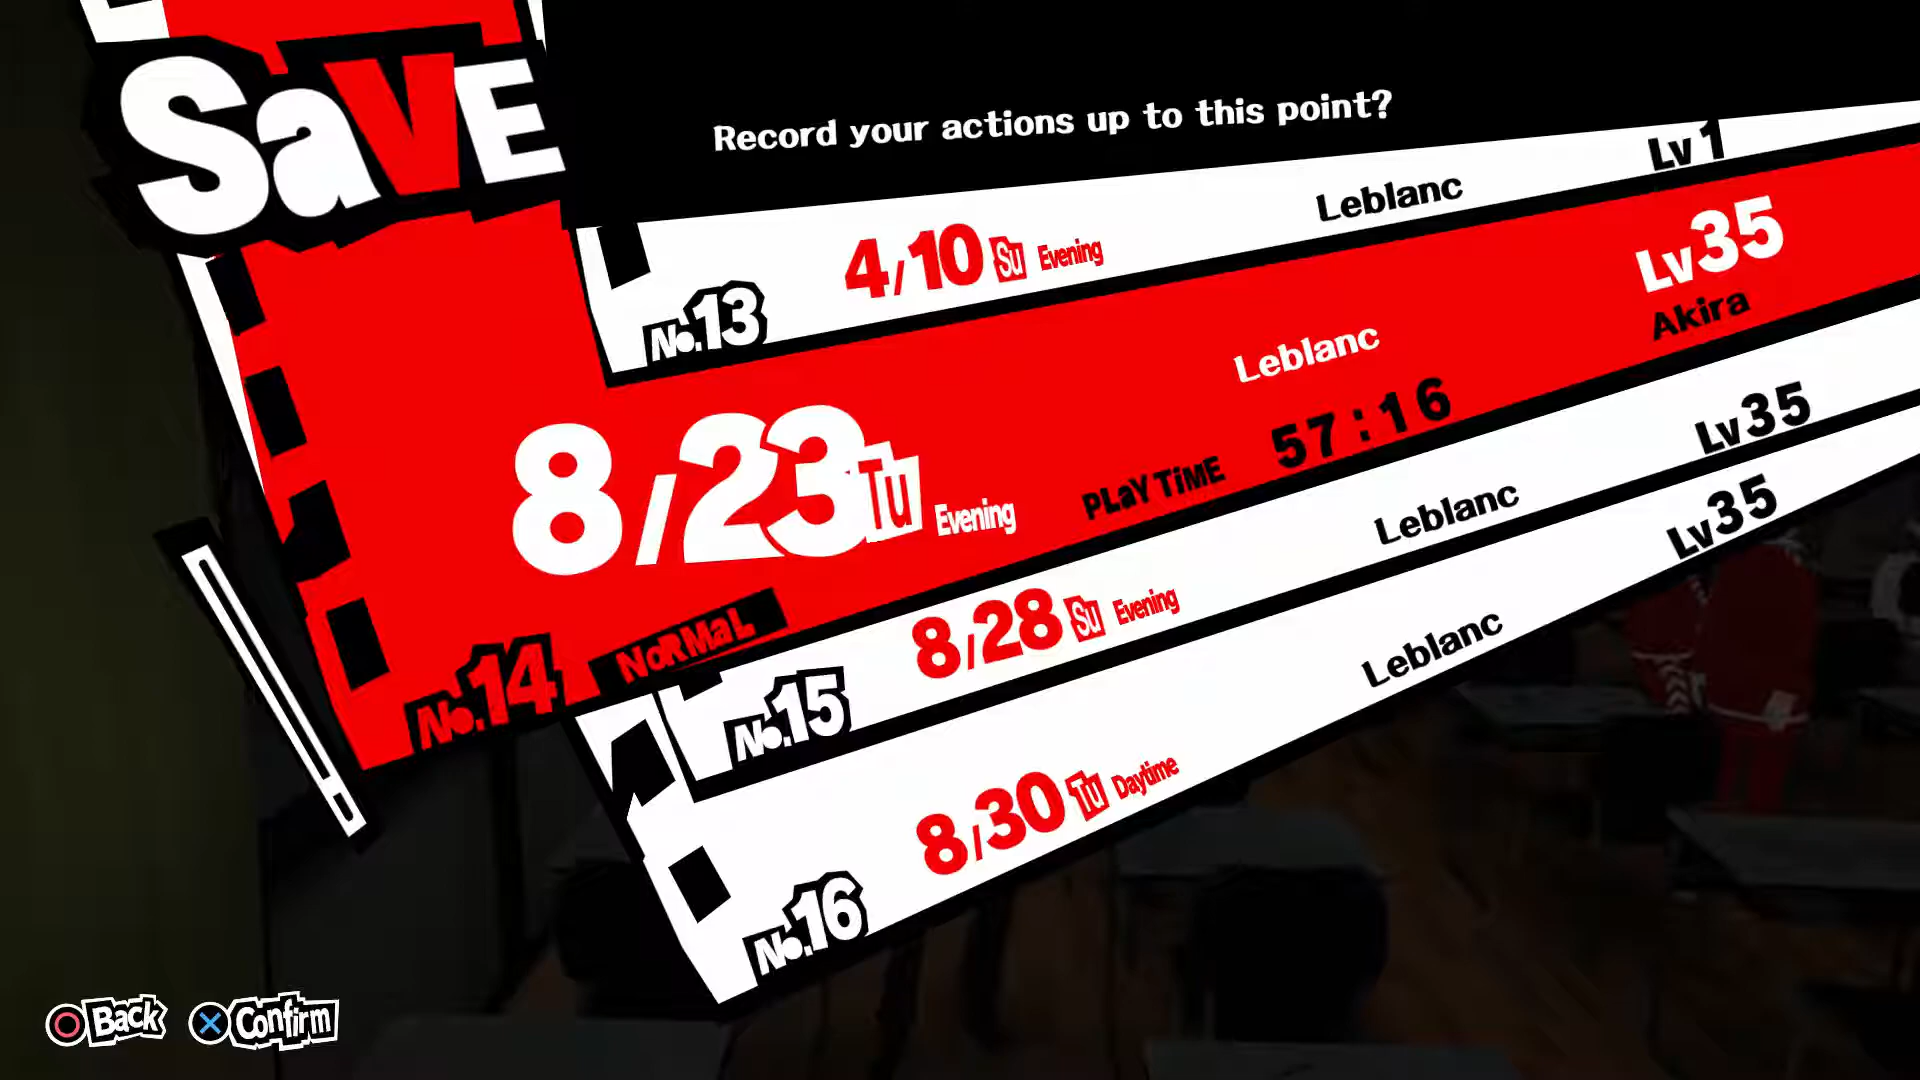 SaVE
Record your actions up to this point?
No.13 4/10 Su Evening Leblanc Lv 1
No.14 NoRMaL 8/23 Tu Evening Leblanc Lv35
PLaY TiME 57:16 Akira
No.15 8/28 Su Evening Leblanc Lv35
No.16 8/30 Tu Daytime Leblanc Lv35
Back Confirm